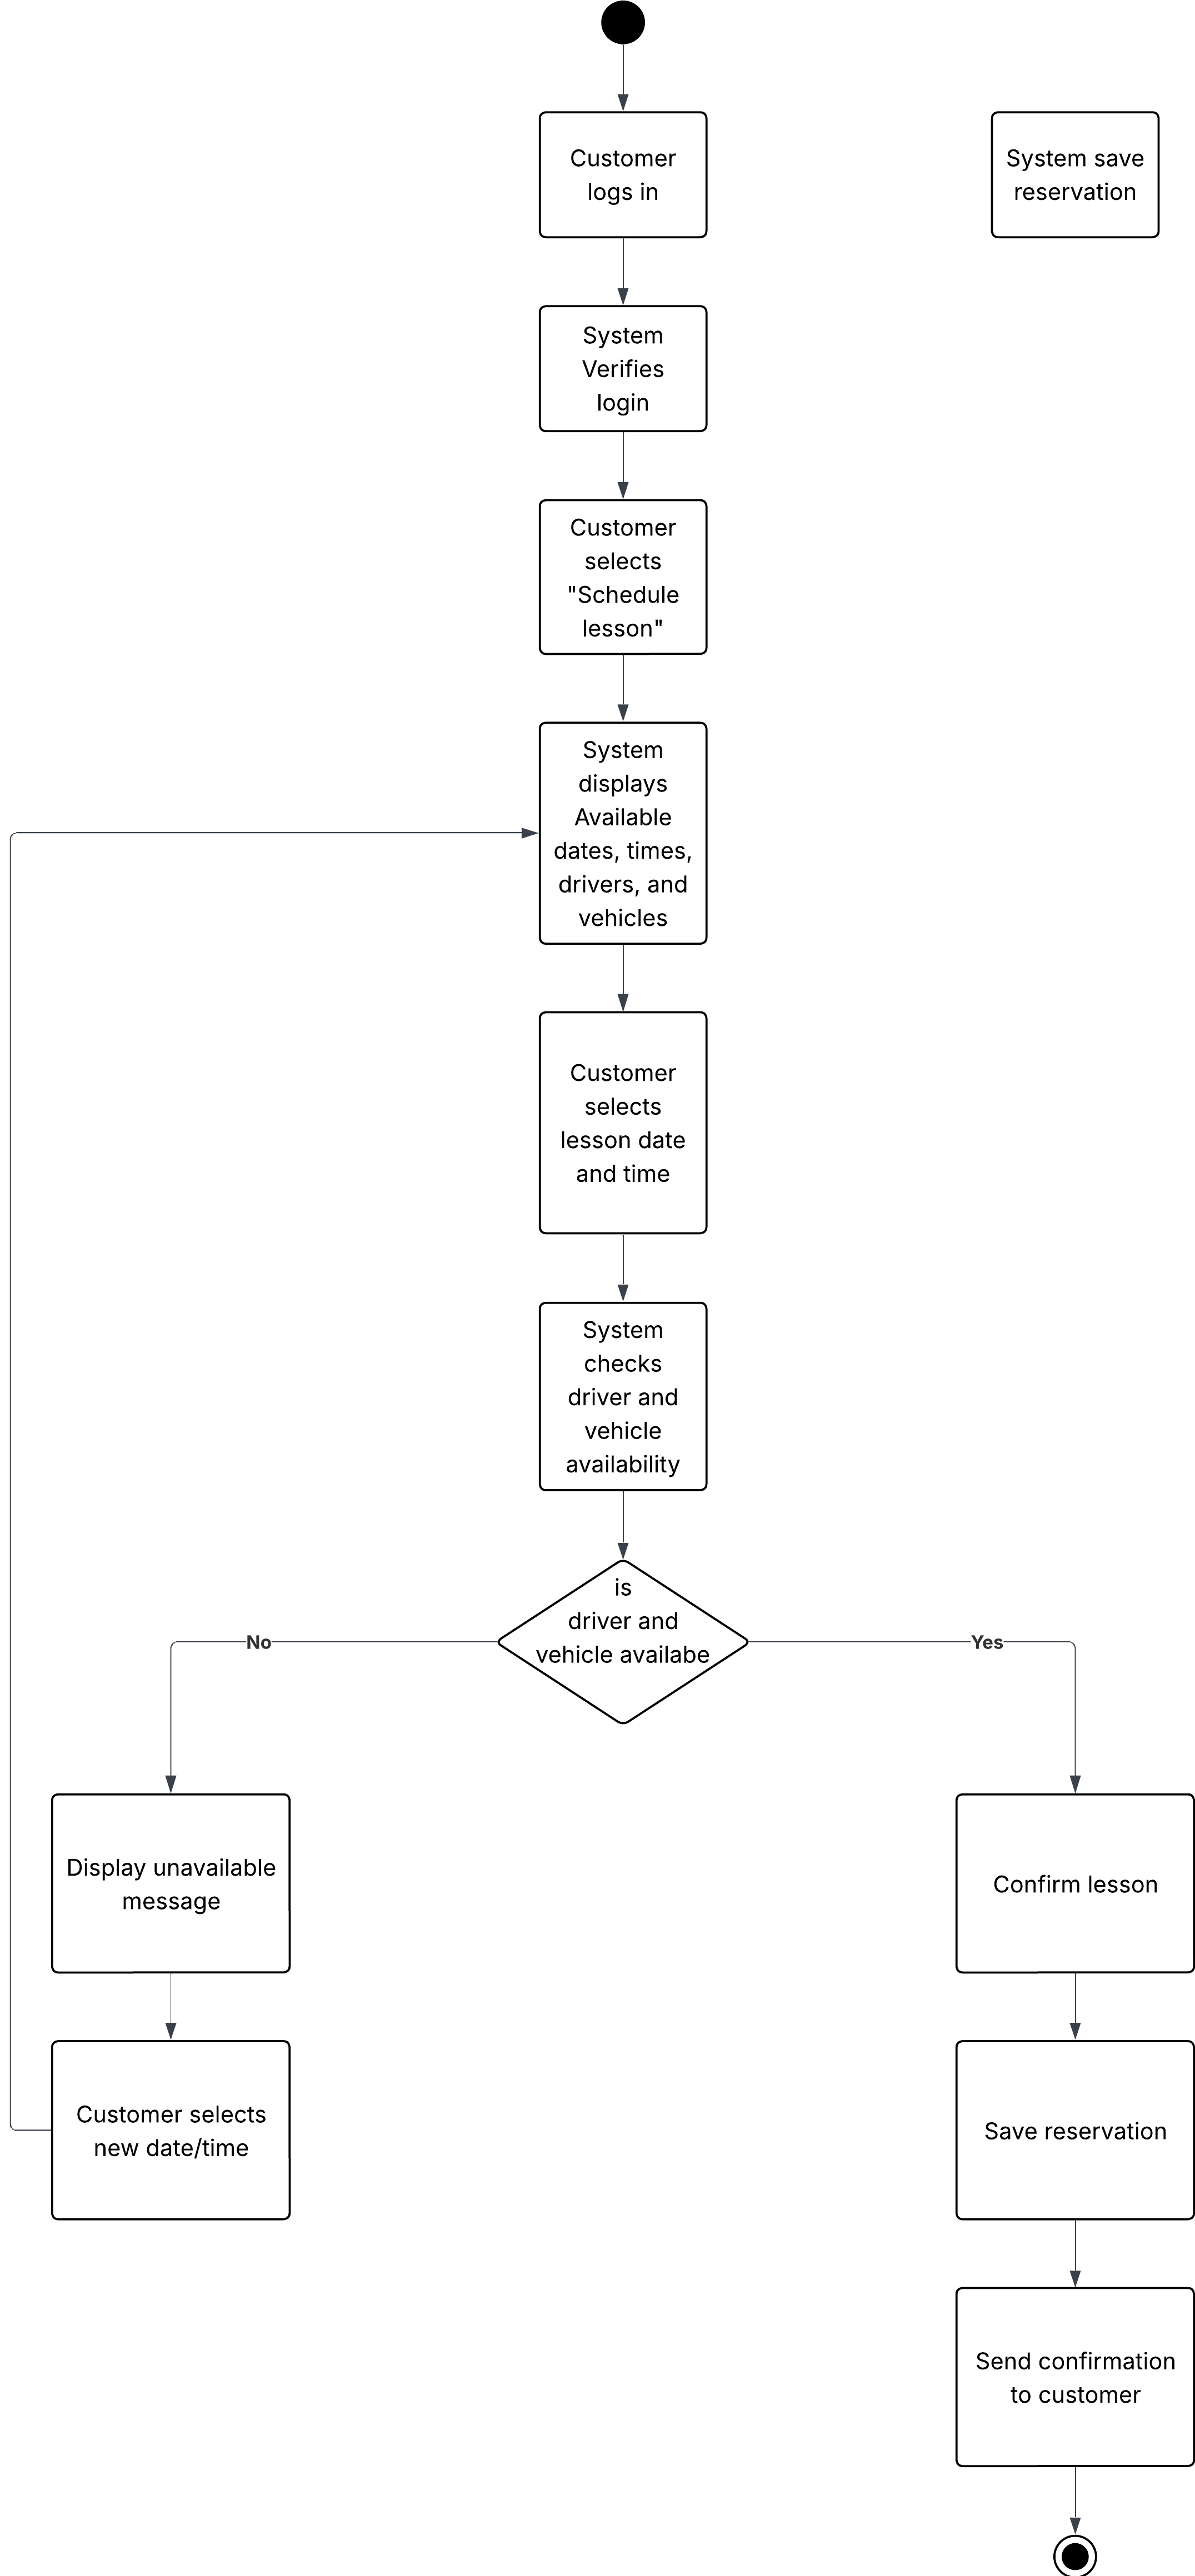 Customer
logs in
System save
reservation
System
Verifies
login
Customer
selects
"Schedule
lesson"
System
displays
Available
dates, times,
drivers, and
vehicles
Customer
selects
lesson date
and time
System
checks
driver and
vehicle
availability
is
driver and
vehicle availabe
No
Yes
Display unavailable
message
Confirm lesson
Customer selects
new date/time
Save reservation
Send confirmation
to customer